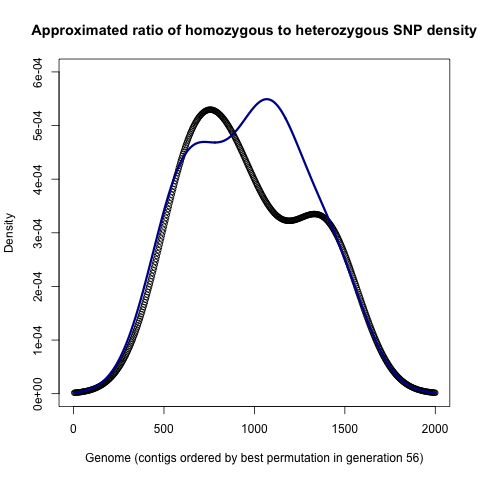 Approximated ratio of homozygous to heterozygous SNP density
6e-04
5e-04
4e-04
3e-04
2e-04
1e-04
0e+00
Density
0 500 1000 1500 2000
Genome (contigs ordered by best permutation in generation 56)